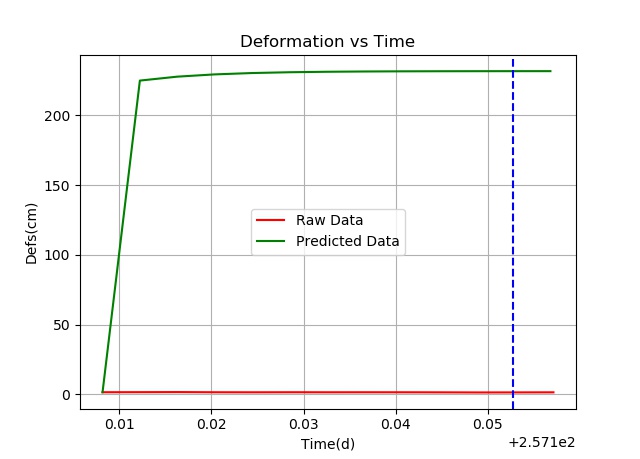 Deformation vs Time
200
150
100
50
0
Defs(cm)
Raw Data
Predicted Data
0.01 0.02 0.03 0.04 0.05
Time(d)
+2.571e2